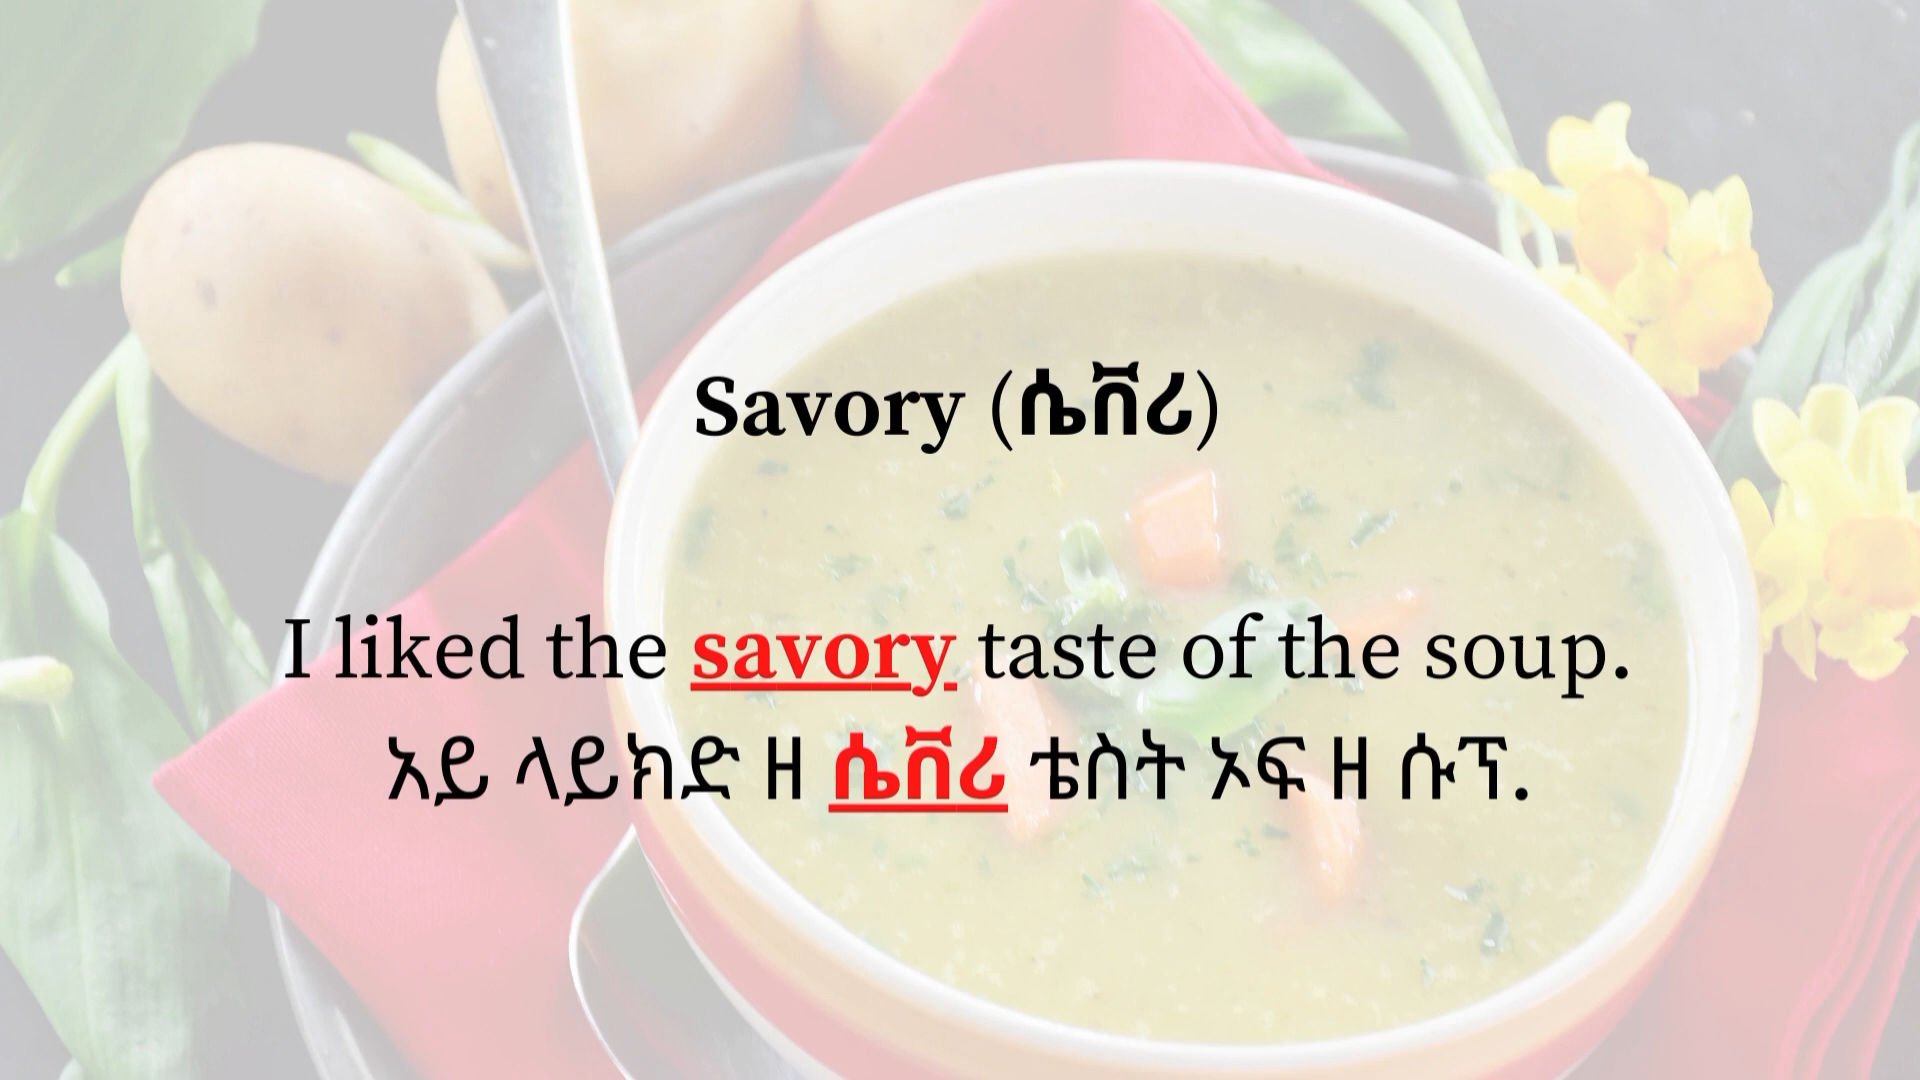 Savory (ሴቨሪ)
I liked the savory taste of the soup.
አይ ላይክድ ዘ ሴቨሪ ቴስት ኦፍ ዘ ሱፕ.